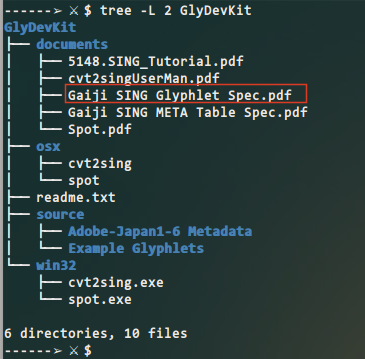 ------➢ ⚔ $ tree -L 2 GlyDevKit
GlyDevKit
├── documents
│   ├── 5148.SING_Tutorial.pdf
│   ├── cvt2singUserMan.pdf
│   ├── Gaiji SING Glyphlet Spec.pdf
│   ├── Gaiji SING META Table Spec.pdf
│   └── Spot.pdf
├── osx
│   ├── cvt2sing
│   └── spot
├── readme.txt
├── source
│   ├── Adobe-Japan1-6 Metadata
│   └── Example Glyphlets
└── win32
    ├── cvt2sing.exe
    └── spot.exe
6 directories, 10 files
------➢ ⚔ $